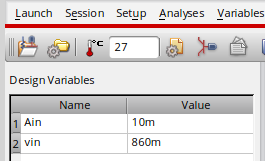 Launch Session Setup Analyses Variables
27
Design Variables
Name Value
1 Ain 10m
2 vin 860m